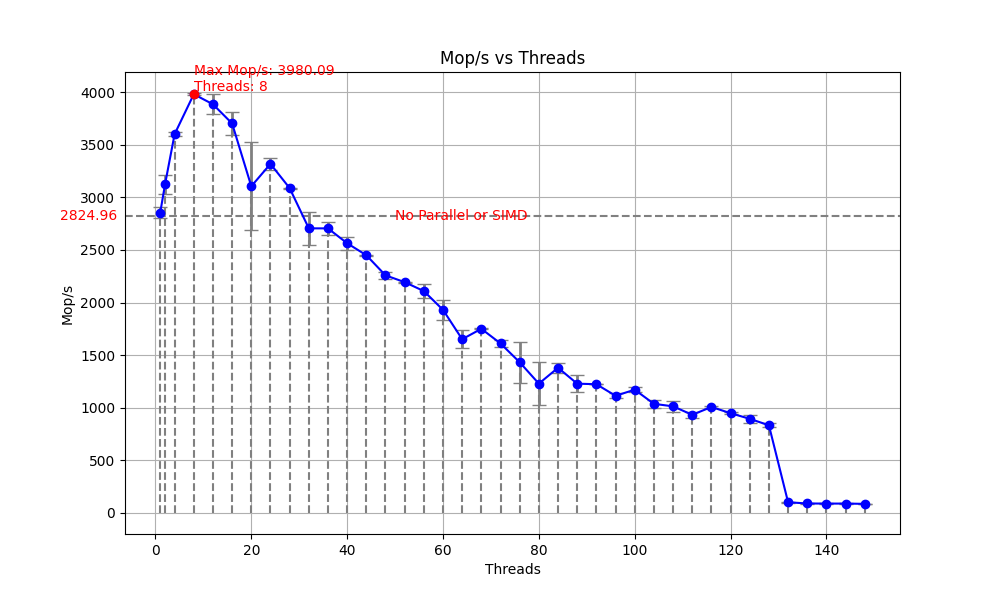 Mop/s vs Threads
Max Mop/s: 3980.09
Threads: 8
4000
3500
3000
2824.96
No Parallel or SIMD
2500
2000
1500
1000
500
0
Mop/s
0 20 40 60 80 100 120 140
Threads